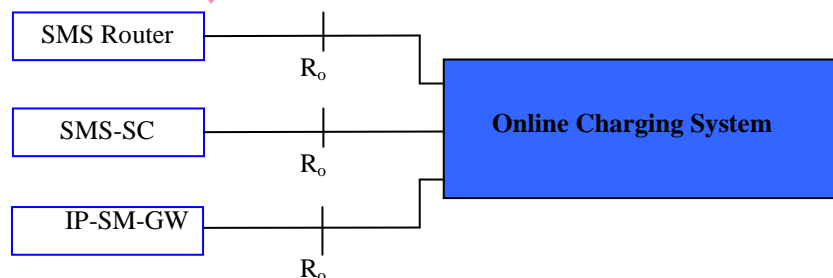 SMS Router
Rₒ
SMS-SC
Online Charging System
Rₒ
IP-SM-GW
Rₒ